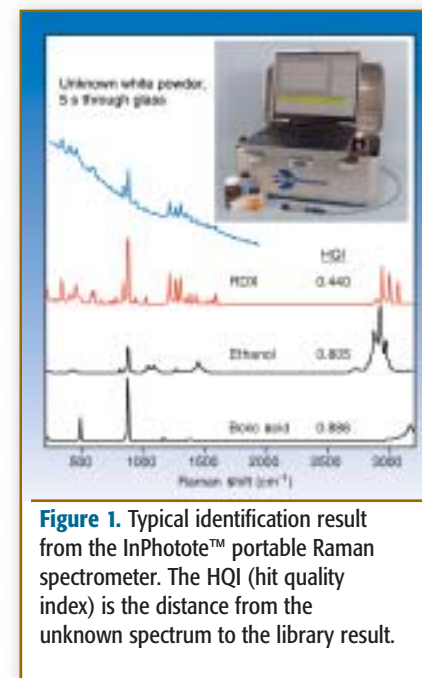 Unknown white powder,
5 s through glass
HQI
RDX 0.440
Ethanol 0.805
Boric acid
500 1000 1500 2000 2500 3000
Raman shift (cm⁻¹)
Figure 1. Typical identification result
from the InPhotote™ portable Raman
spectrometer. The HQI (hit quality
index) is the distance from the
unknown spectrum to the library result.